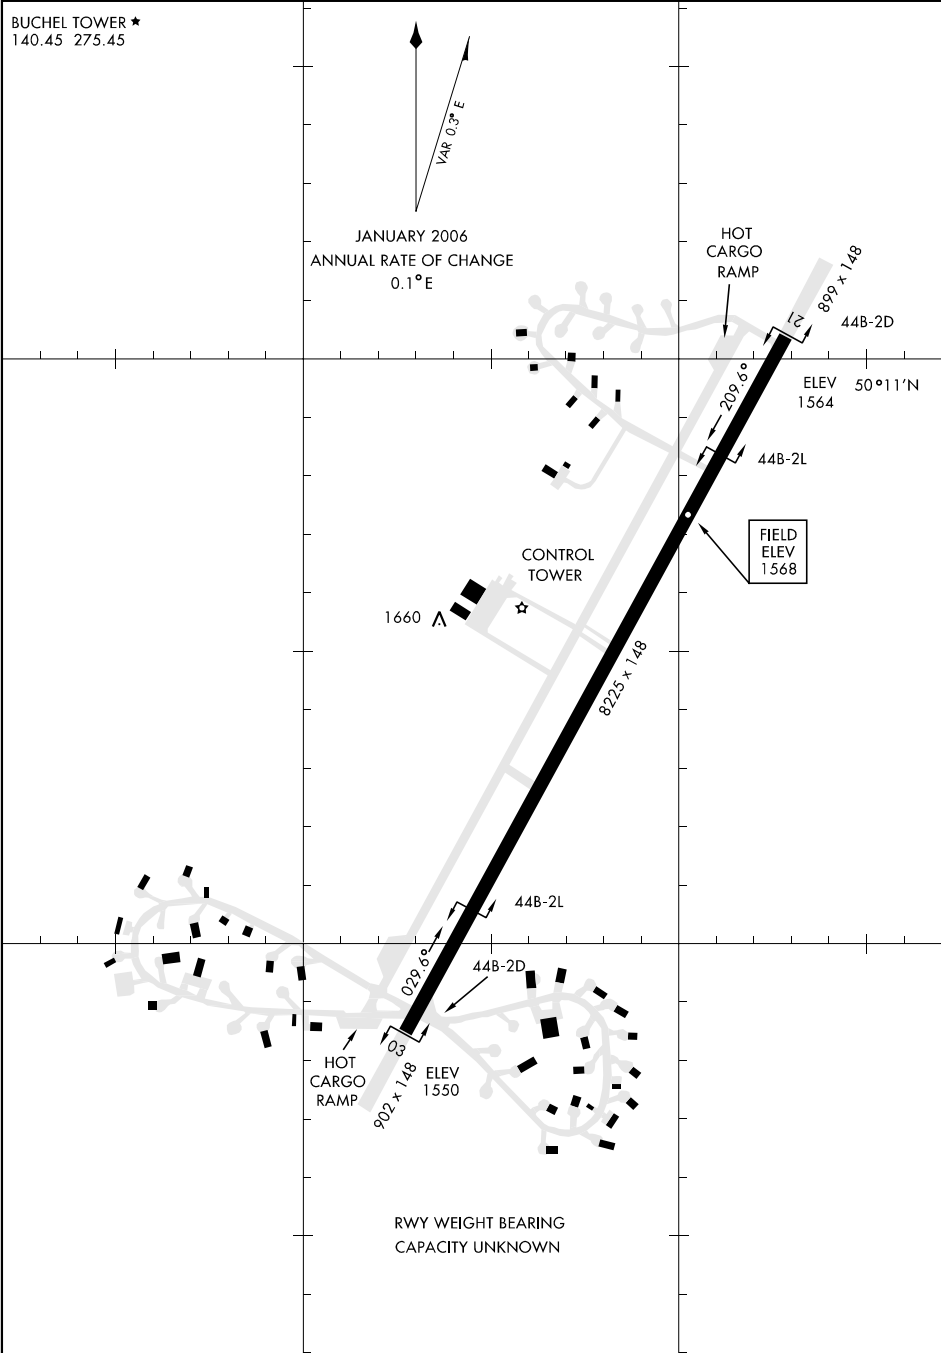 BUCHEL TOWER ★
140.45 275.45
VAR 0.3° E
JANUARY 2006
ANNUAL RATE OF CHANGE
0.1° E
HOT
CARGO
RAMP
899 x 148
21
44B-2D
209.6°
ELEV
1564
50°11'N
44B-2L
FIELD
ELEV
1568
CONTROL
TOWER
1660
8225 x 148
44B-2L
029.6°
44B-2D
03
HOT
CARGO
RAMP
902 x 148
ELEV
1550
RWY WEIGHT BEARING
CAPACITY UNKNOWN